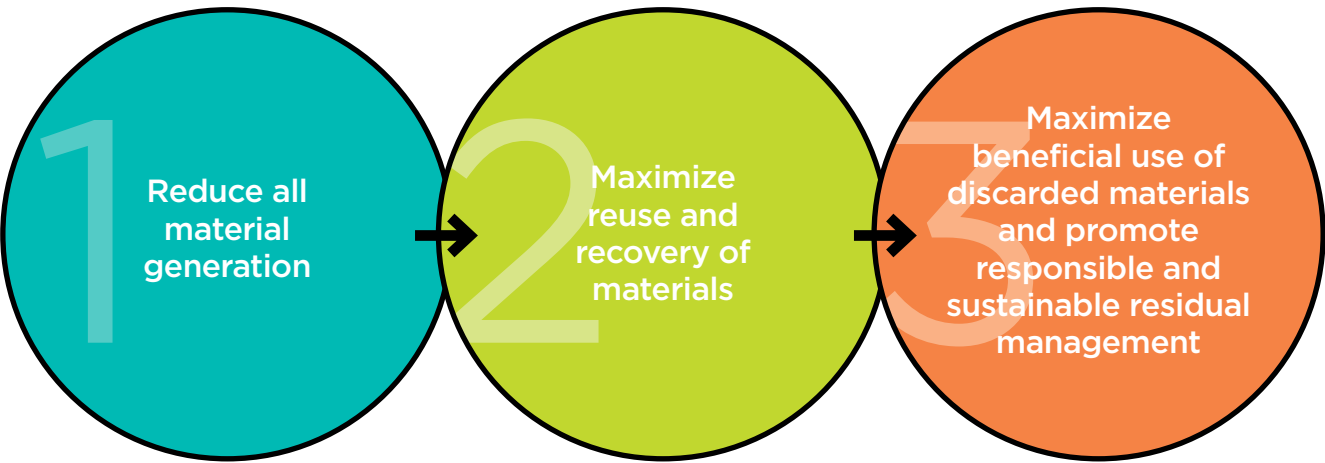 1
Reduce all
material
generation
2
Maximize
reuse and
recovery of
materials
3
Maximize
beneficial use of
discarded materials
and promote
responsible and
sustainable residual
management